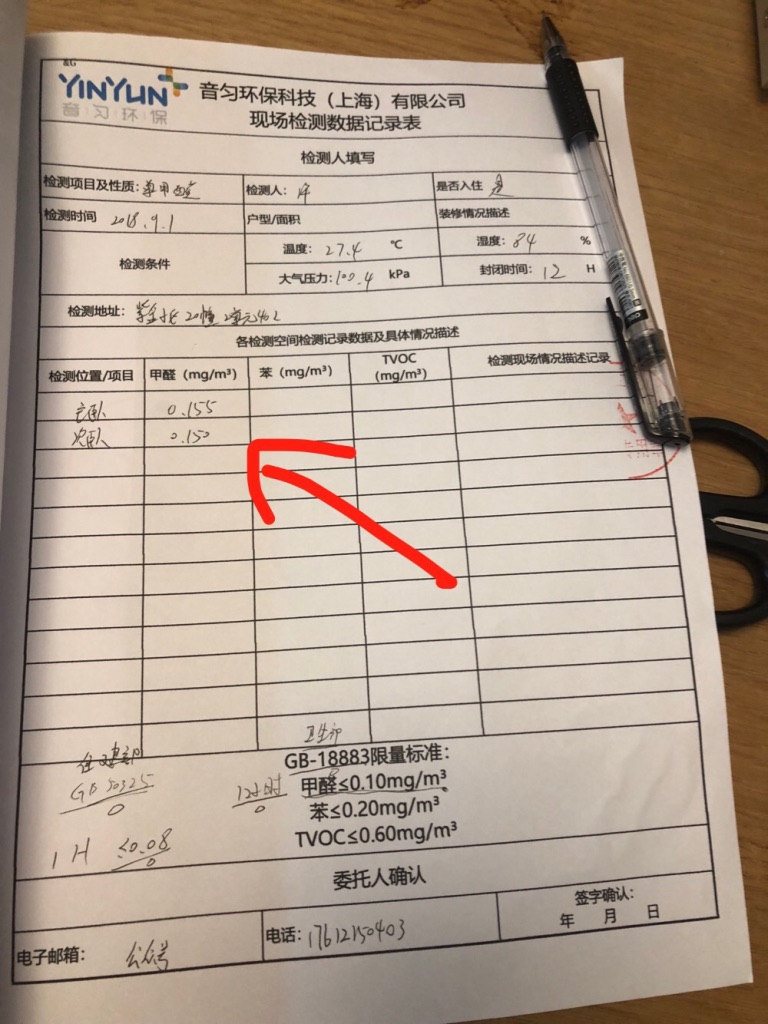 YINYUN
音匀环保
音匀环保科技（上海）有限公司
现场检测数据记录表
检测人填写
检测项目及性质：单甲 检测人： 是否入住 是
检测时间 2018.9.1 户型/面积 装修情况描述
检测条件 温度：27.4 ℃ 湿度：84 %
大气压力：100.4 kPa 封闭时间：12 H
检测地址： 20幢 2单元402
各检测空间检测记录数据及具体情况描述
检测位置/项目 甲醛（mg/m³） 苯（mg/m³） TVOC（mg/m³） 检测现场情况描述记录
主卧 0.155
次卧 0.150
卫生部
住建部 GB-18883限量标准：
GB 50325 12小时 甲醛≤0.10mg/m³
苯≤0.20mg/m³
1H ≤0.08 TVOC≤0.60mg/m³
委托人确认
电子邮箱：公众号 电话：17612150403 签字确认：
年 月 日